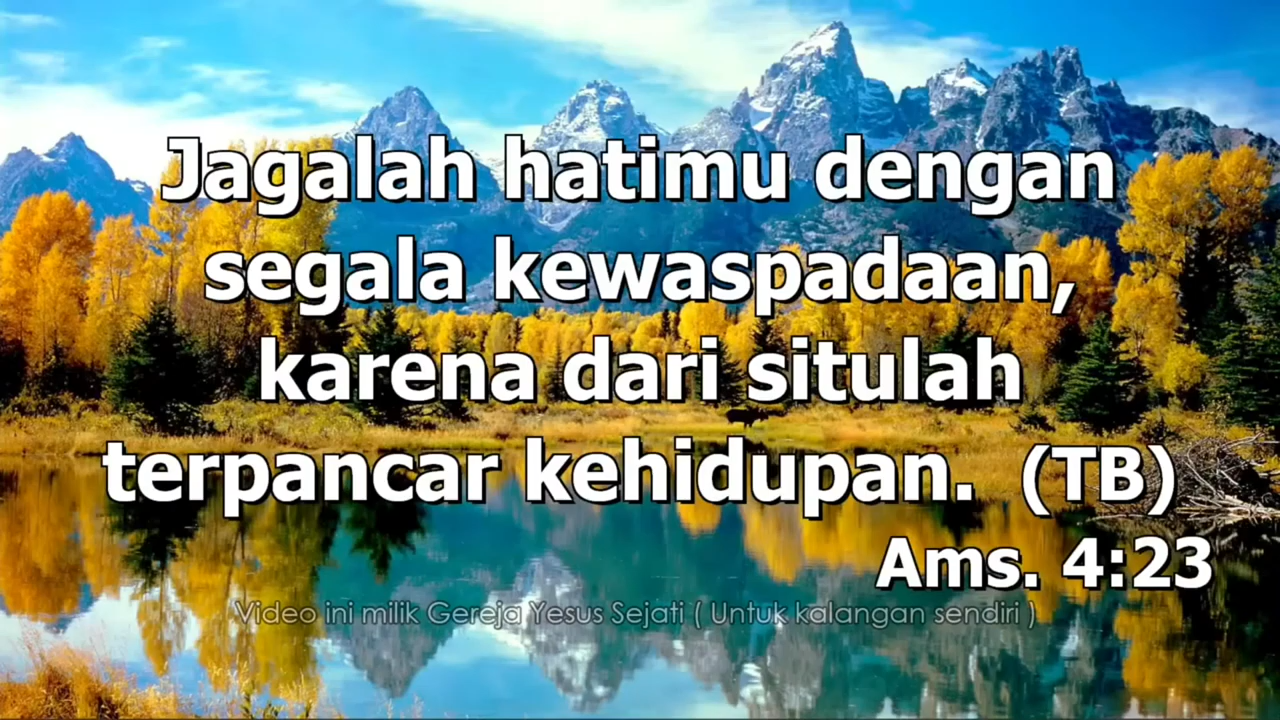 Jagalah hatimu dengan
segala kewaspadaan,
karena dari situlah
terpancar kehidupan.  (TB)
Ams. 4:23
Video ini milik Gereja Yesus Sejati ( Untuk kalangan sendiri )